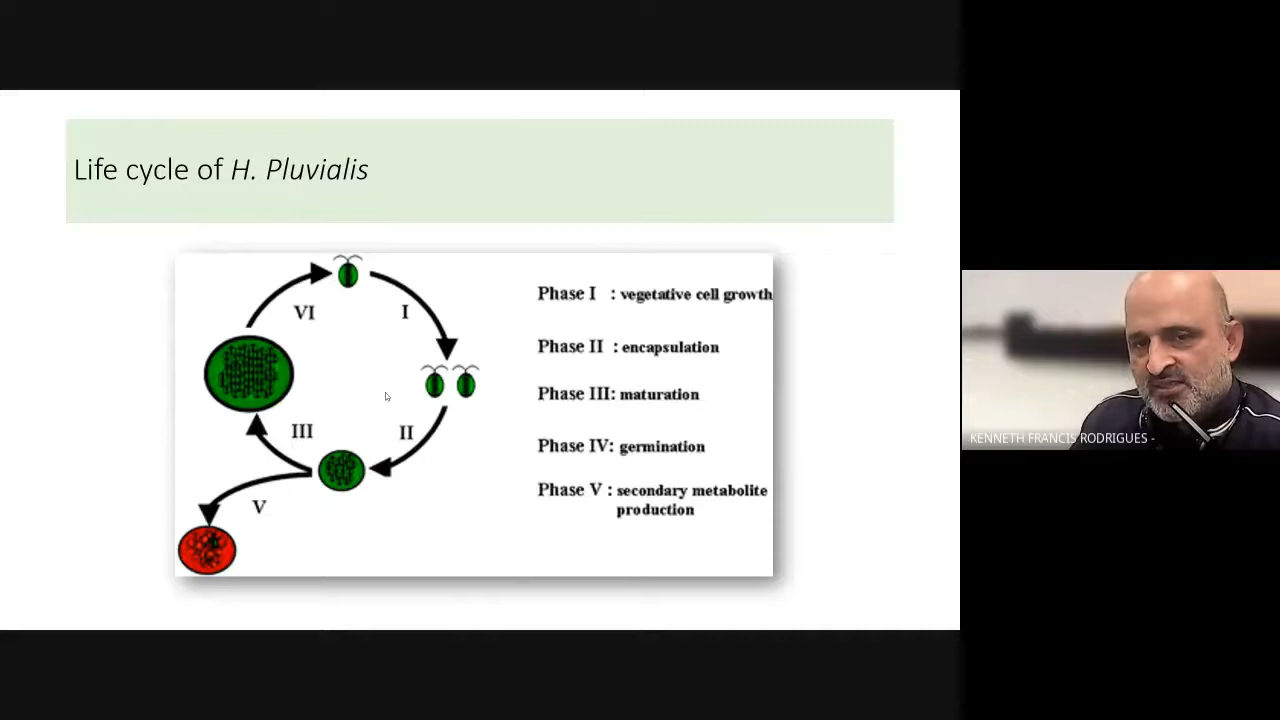 Life cycle of H. Pluvialis
VI
I
III
II
V
Phase I : vegetative cell growth
Phase II : encapsulation
Phase III: maturation
Phase IV: germination
Phase V : secondary metabolite
production
KENNETH FRANCIS RODRIGUES -